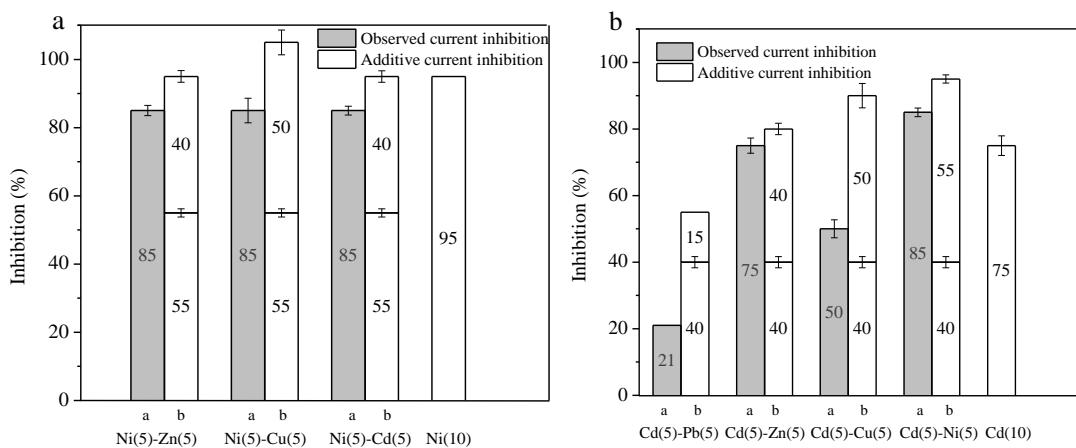 a
Observed current inhibition
Additive current inhibition
Inhibition (%)
100
80
60
40
20
0
85
40
55
85
50
55
85
40
55
95
a b a b a b
Ni(5)-Zn(5) Ni(5)-Cu(5) Ni(5)-Cd(5) Ni(10)
b
Observed current inhibition
Additive current inhibition
Inhibition (%)
100
80
60
40
20
0
21
15
40
75
40
40
50
50
40
85
55
40
75
a b a b a b a b
Cd(5)-Pb(5) Cd(5)-Zn(5) Cd(5)-Cu(5) Cd(5)-Ni(5) Cd(10)